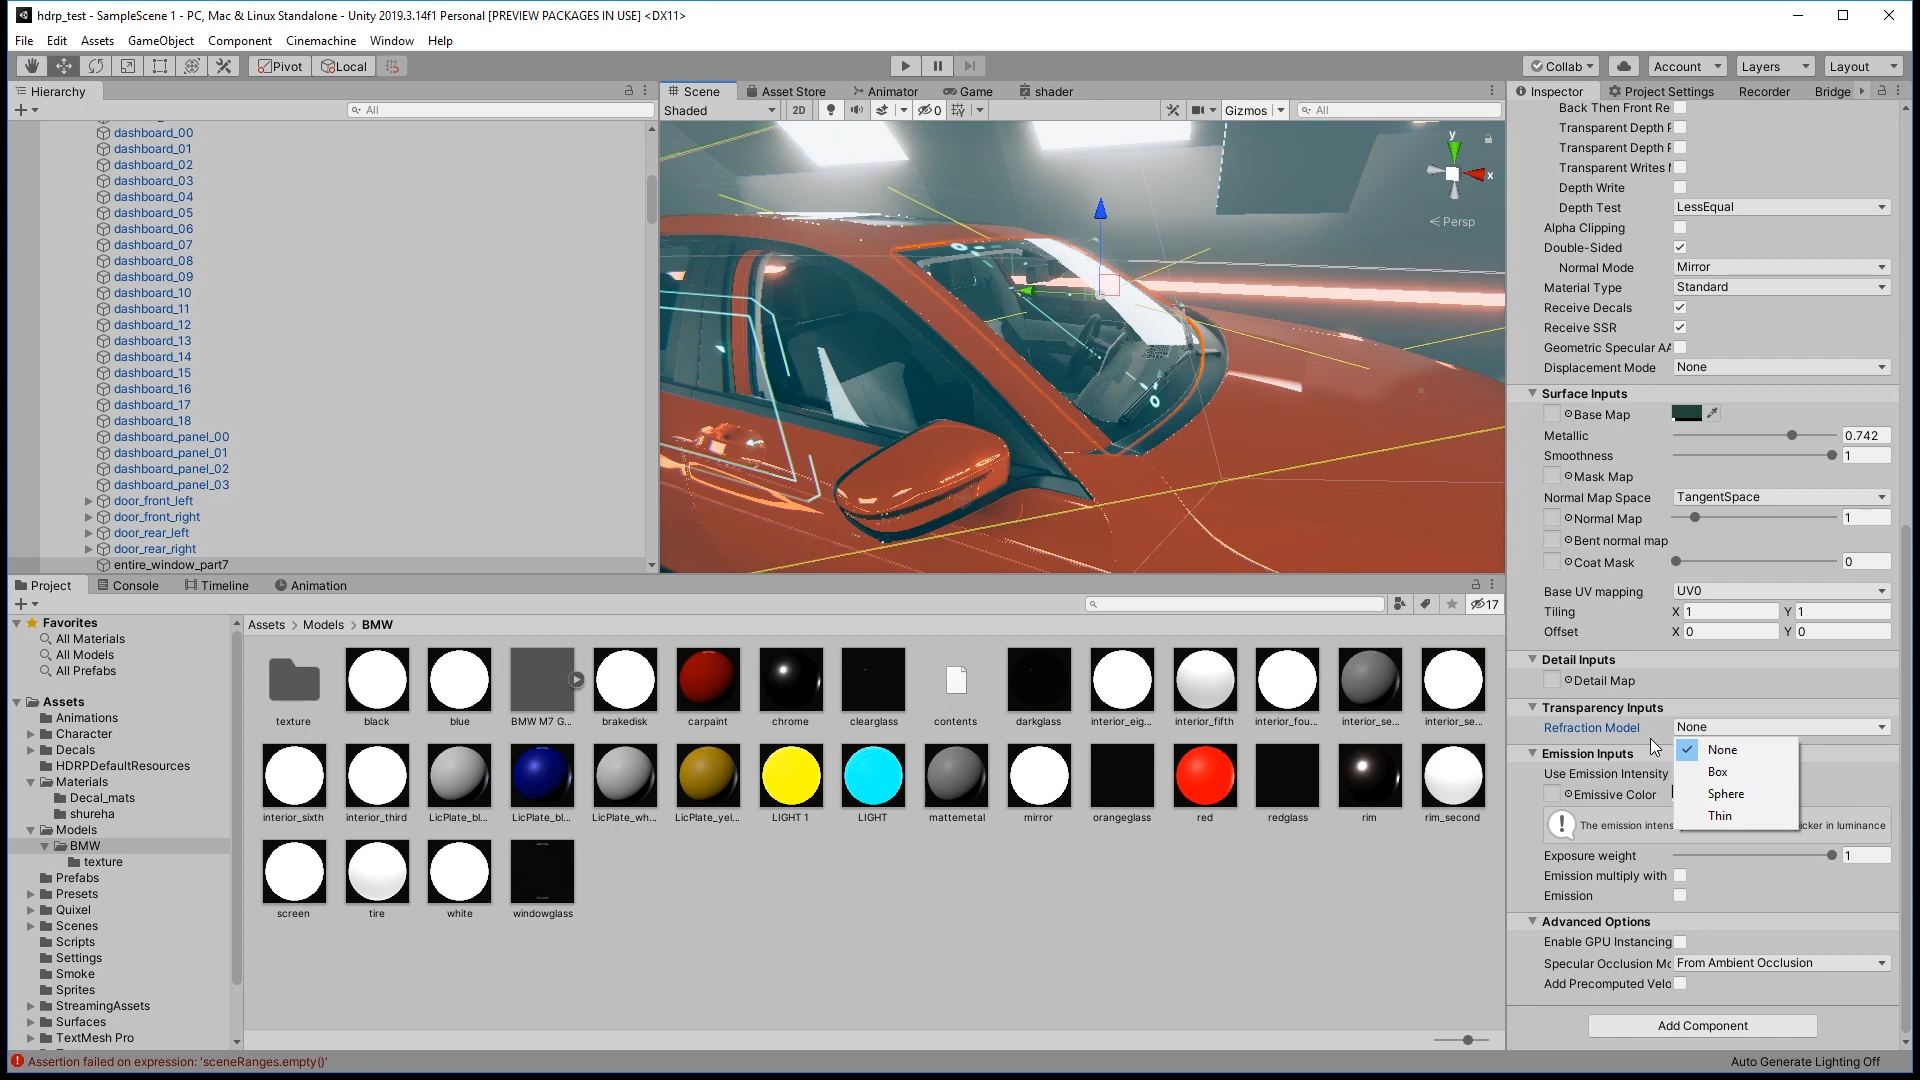 hdrp_test - SampleScene 1 - PC, Mac & Linux Standalone - Unity 2019.3.14f1 Personal [PREVIEW PACKAGES IN USE] <DX11>
File Edit Assets GameObject Component Cinemachine Window Help
Pivot Local Collab Account Layers Layout
Hierarchy
All
dashboard_00
dashboard_01
dashboard_02
dashboard_03
dashboard_04
dashboard_05
dashboard_06
dashboard_07
dashboard_08
dashboard_09
dashboard_10
dashboard_11
dashboard_12
dashboard_13
dashboard_14
dashboard_15
dashboard_16
dashboard_17
dashboard_18
dashboard_panel_00
dashboard_panel_01
dashboard_panel_02
dashboard_panel_03
door_front_left
door_front_right
door_rear_left
door_rear_right
entire_window_part7
Scene Asset Store Animator Game shader
Shaded 2D 0 Gizmos All
y
x
Persp
Inspector Project Settings Recorder Bridge
Back Then Front Re
Transparent Depth P
Transparent Depth P
Transparent Writes M
Depth Write
Depth Test LessEqual
Alpha Clipping
Double-Sided
Normal Mode Mirror
Material Type Standard
Receive Decals
Receive SSR
Geometric Specular AA
Displacement Mode None
Surface Inputs
Base Map
Metallic 0.742
Smoothness 1
Mask Map
Normal Map Space TangentSpace
Normal Map 1
Bent normal map
Coat Mask 0
Base UV mapping UV0
Tiling X 1 Y 1
Offset X 0 Y 0
Detail Inputs
Detail Map
Transparency Inputs
Refraction Model None
None
Box
Sphere
Thin
Emission Inputs
Use Emission Intensity
Emissive Color
The emission intens icker in luminance
Exposure weight 1
Emission multiply with
Emission
Advanced Options
Enable GPU Instancing
Specular Occlusion Mo From Ambient Occlusion
Add Precomputed Velo
Add Component
Project Console Timeline Animation
17
Favorites
All Materials
All Models
All Prefabs
Assets
Animations
Character
Decals
HDRPDefaultResources
Materials
Decal_mats
shureha
Models
BMW
texture
Prefabs
Presets
Quixel
Scenes
Scripts
Settings
Smoke
Sprites
StreamingAssets
Surfaces
TextMesh Pro
Assets > Models > BMW
texture black blue BMW M7 G... brakedisk carpaint chrome clearglass contents darkglass interior_eig... interior_fifth interior_fou... interior_se... interior_se...
interior_sixth interior_third LicPlate_bl... LicPlate_bl... LicPlate_wh... LicPlate_yel... LIGHT 1 LIGHT mattemetal mirror orangeglass red redglass rim rim_second
screen tire white windowglass
Assertion failed on expression: 'sceneRanges.empty()'
Auto Generate Lighting Off